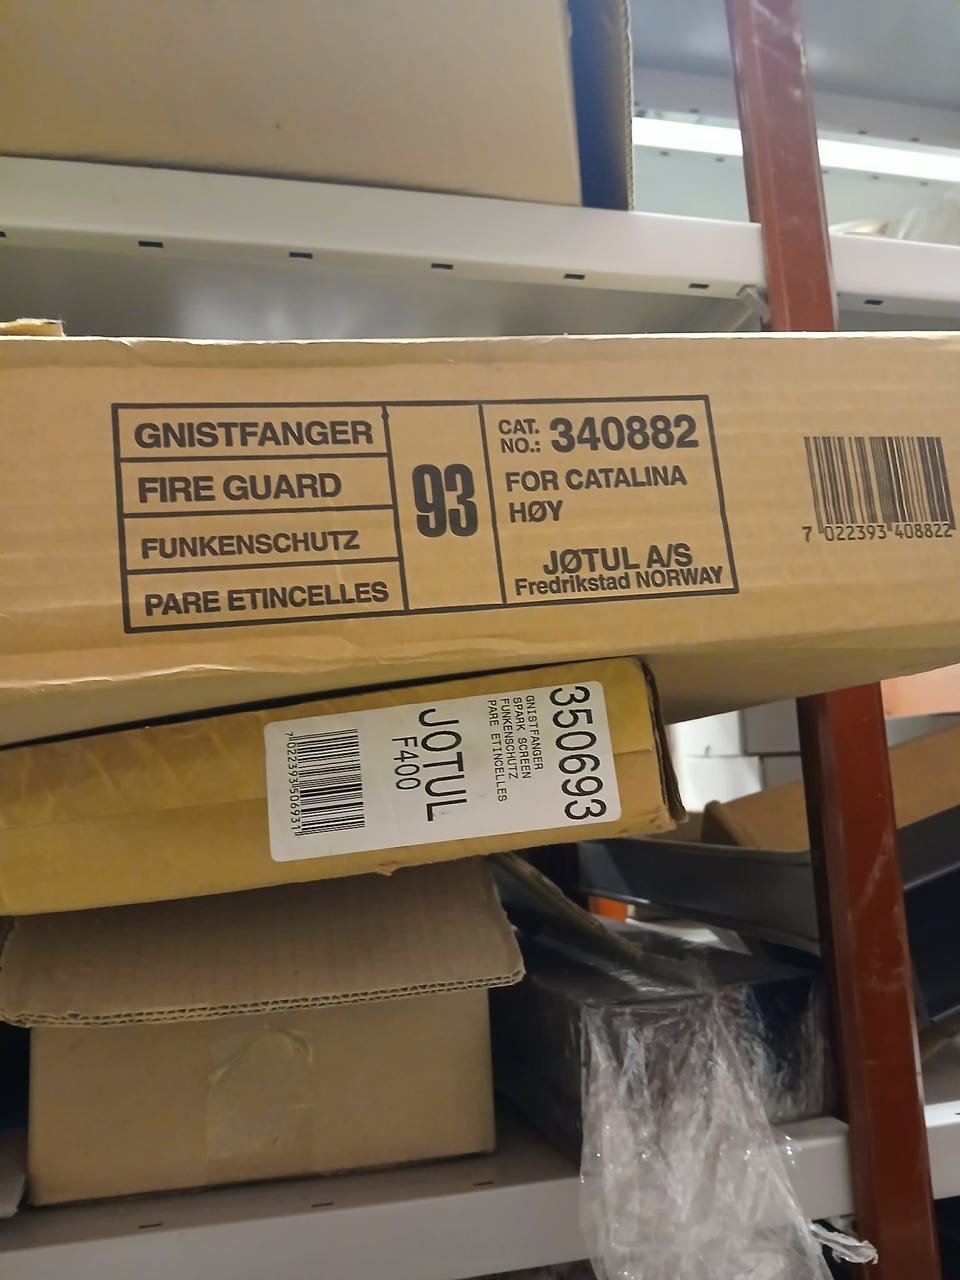 GNISTFANGER
FIRE GUARD
FUNKENSCHUTZ
PARE ETINCELLES
93
CAT. NO.: 340882
FOR CATALINA
HØY
JØTUL A/S
Fredrikstad NORWAY
7 022393 408822
350693
GNISTFANGER
SPARK SCREEN
FUNKENSCHUTZ
PARE ETINCELLES
JØTUL
F400
7022393506931